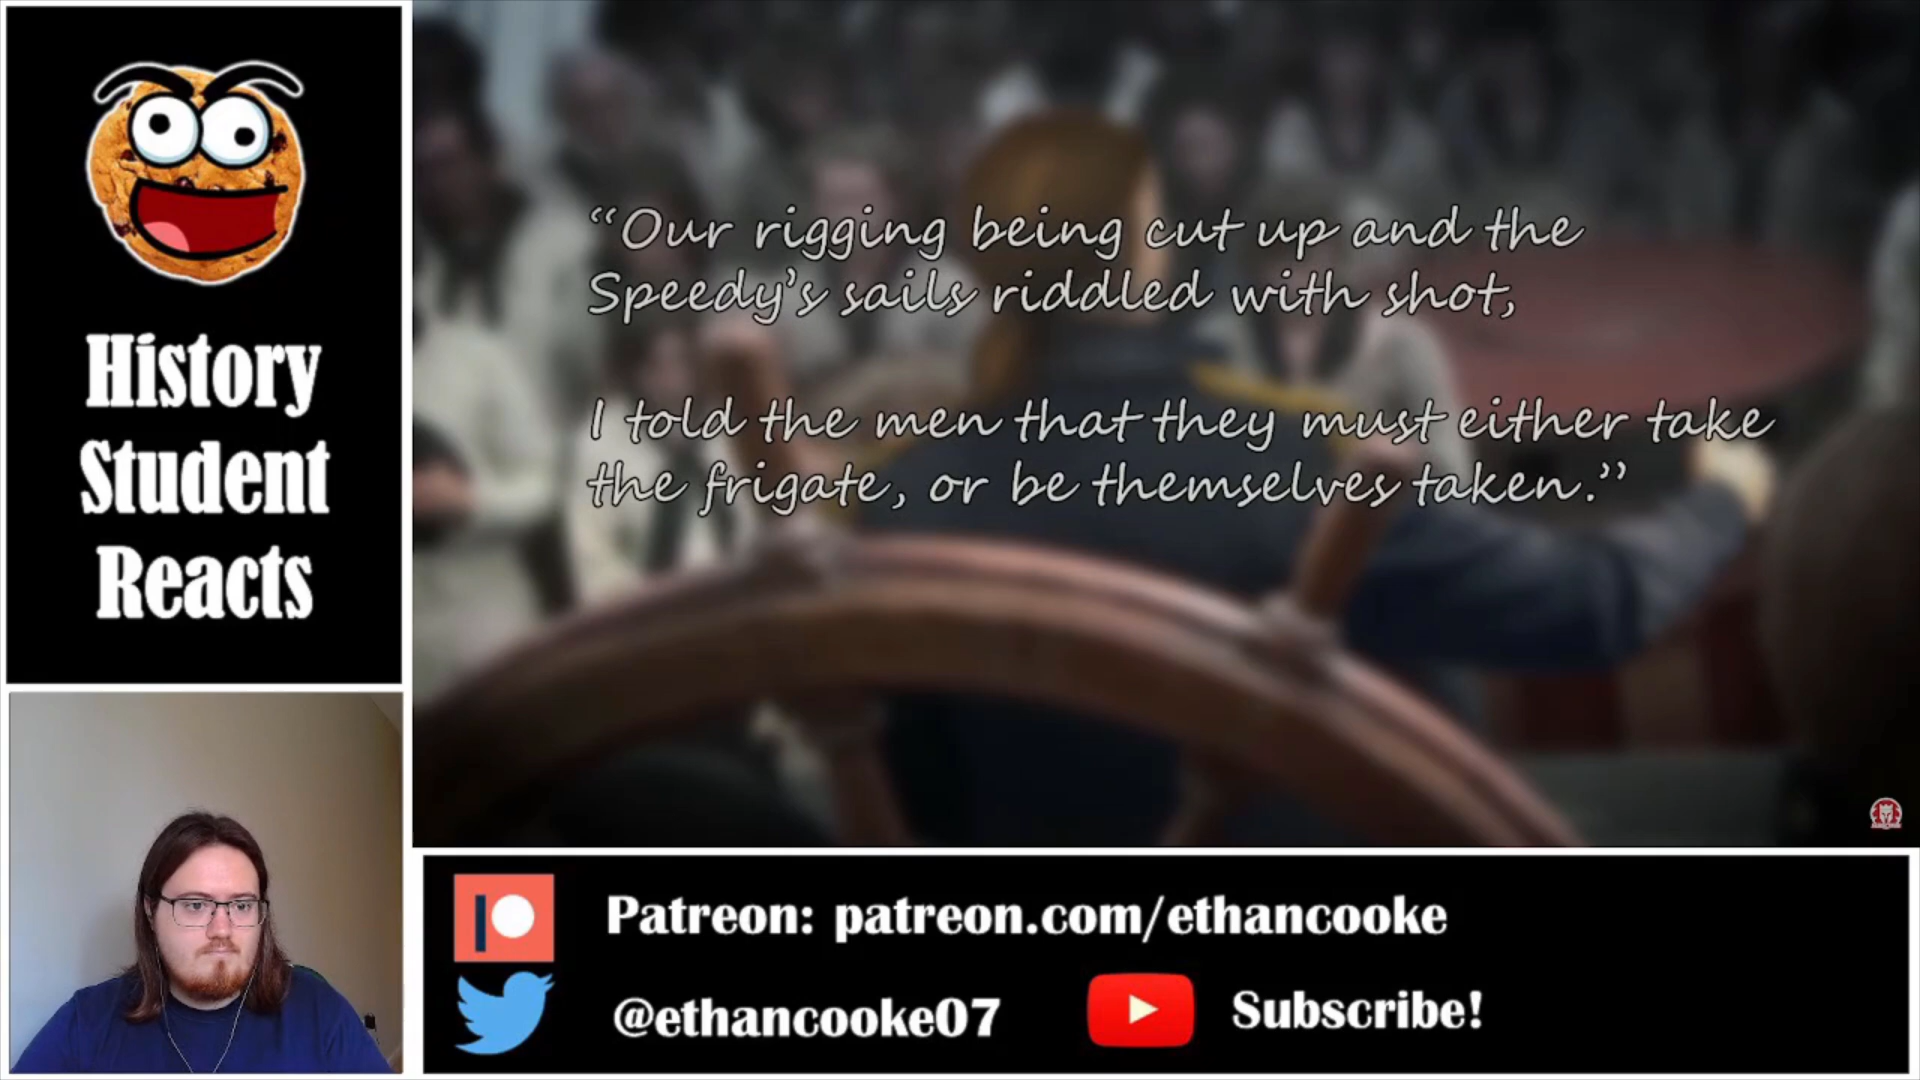 History
Student
Reacts
“Our rigging being cut up and the
Speedy’s sails riddled with shot,
I told the men that they must either take
the frigate, or be themselves taken.”
Patreon: patreon.com/ethancooke
@ethancooke07
Subscribe!